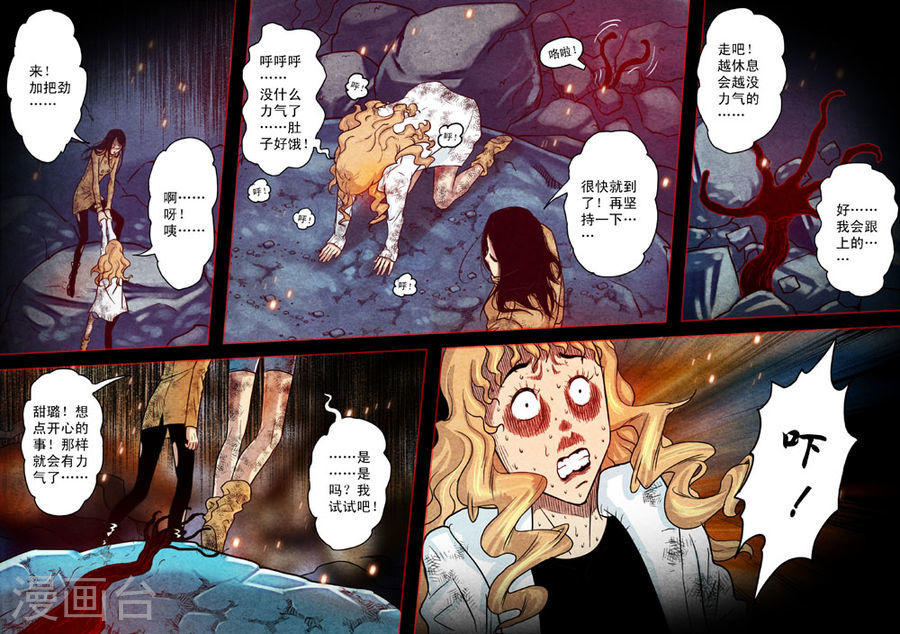 来！
加把劲
……
啊……
呀！
咦……
呼呼呼
……
没什么
力气了
……肚
子好饿！
呼！
呼！
呼！
呼！
呼！
咯啦！
很快就到
了！再坚
持一下…
…
走吧！
越休息
会越没
力气的
……
好……
我会跟
上的…
…
甜璐！想
点开心的
事！那样
就会有力
气了……
……是
……是
吗？我
试试吧！
吓！
漫画台